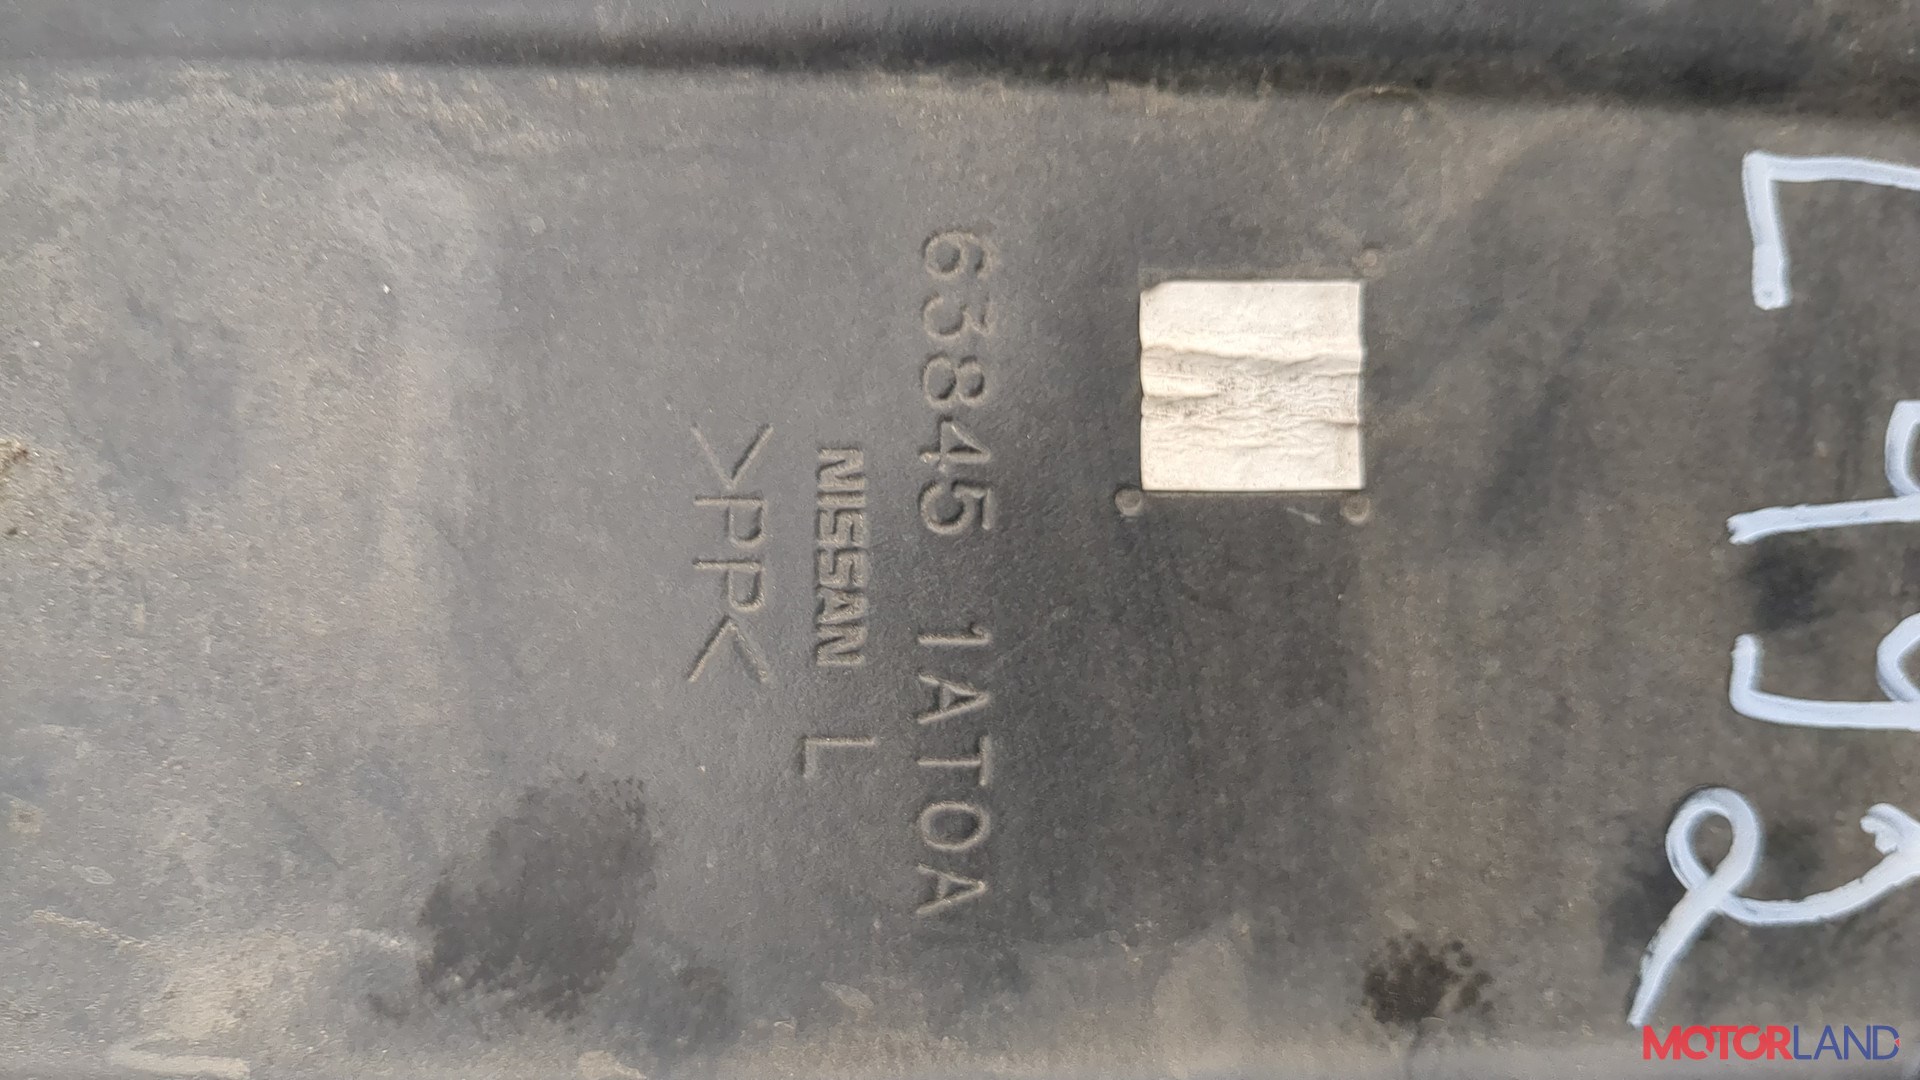 63845 1AT0A
NISSAN L
>PP<
MOTORLAND